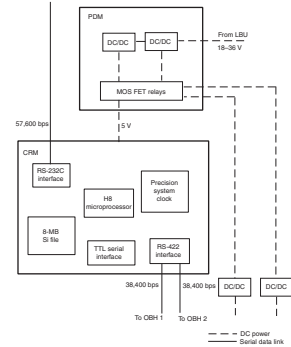 PDM
DC/DC
DC/DC
From LBU
18–36 V
MOS FET relays
57,600 bps
5 V
CRM
RS-232C
interface
Precision
system
clock
H8
microprocessor
8-MB
Si file
TTL serial
interface
RS-422
interface
38,400 bps
38,400 bps
DC/DC
DC/DC
To OBH 1
To OBH 2
DC power
Serial data link